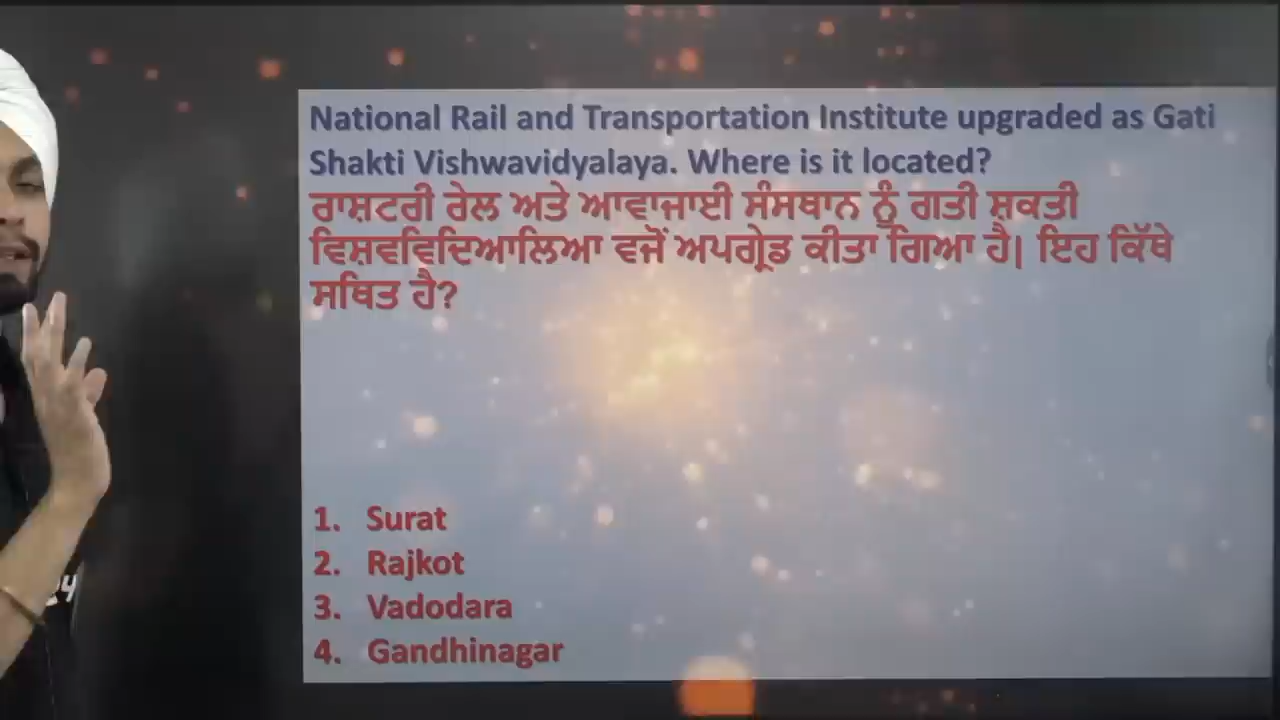 National Rail and Transportation Institute upgraded as Gati
Shakti Vishwavidyalaya. Where is it located?
ਰਾਸ਼ਟਰੀ ਰੇਲ ਅਤੇ ਆਵਾਜਾਈ ਸੰਸਥਾਨ ਨੂੰ ਗਤੀ ਸ਼ਕਤੀ
ਵਿਸ਼ਵਵਿਦਿਆਲਿਆ ਵਜੋਂ ਅਪਗ੍ਰੇਡ ਕੀਤਾ ਗਿਆ ਹੈ| ਇਹ ਕਿੱਥੇ
ਸਥਿਤ ਹੈ?
1. Surat
2. Rajkot
3. Vadodara
4. Gandhinagar